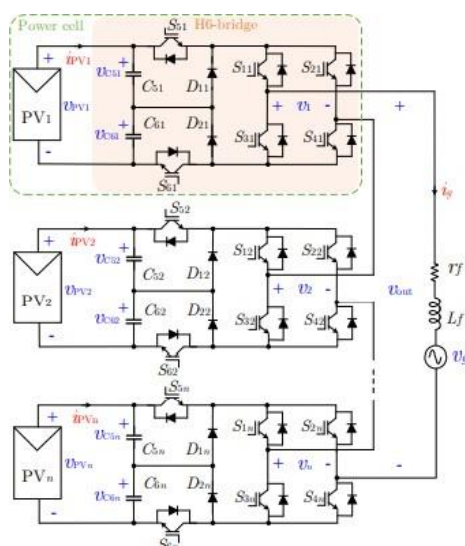 Power cell H6-bridge
S51
+ iPV1
vC51 C51 D11 S11 S21
PV1 vPV1 + v1 - +
vC61 C61 D21 S31 S41
-
S61
ig
S52
+ iPV2
vC52 C52 D12 S12 S22
rf
PV2 vPV2 + v2 - vout
vC62 C62 D22 S32 S42
Lf
-
S62
S5n
+ iPVn
vC5n C5n D1n S1n S2n
PVn vPVn + vn - -
vC6n C6n D2n S3n S4n
-